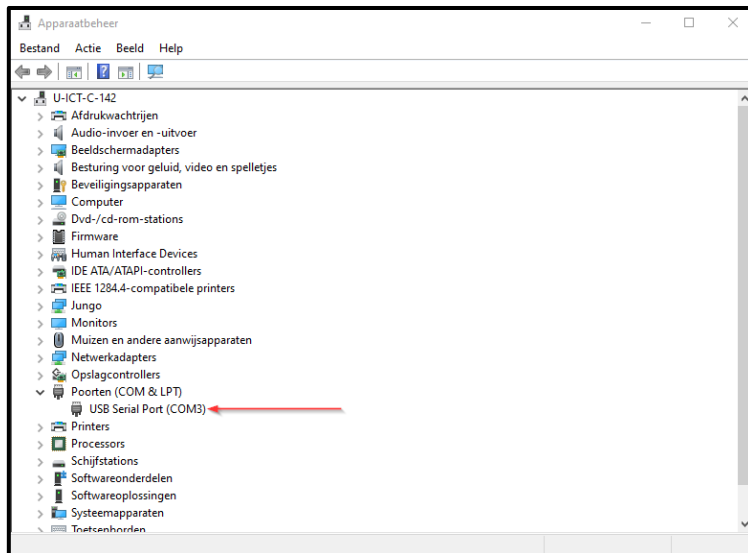 Apparaatbeheer
Bestand Actie Beeld Help
U-ICT-C-142
Afdrukwachtrijen
Audio-invoer en -uitvoer
Beeldschermadapters
Besturing voor geluid, video en spelletjes
Beveiligingsapparaten
Computer
Dvd-/cd-rom-stations
Firmware
Human Interface Devices
IDE ATA/ATAPI-controllers
IEEE 1284.4-compatibele printers
Jungo
Monitors
Muizen en andere aanwijsapparaten
Netwerkadapters
Opslagcontrollers
Poorten (COM & LPT)
USB Serial Port (COM3)
Printers
Processors
Schijfstations
Softwareonderdelen
Softwareoplossingen
Systeemapparaten
Toetsenborden